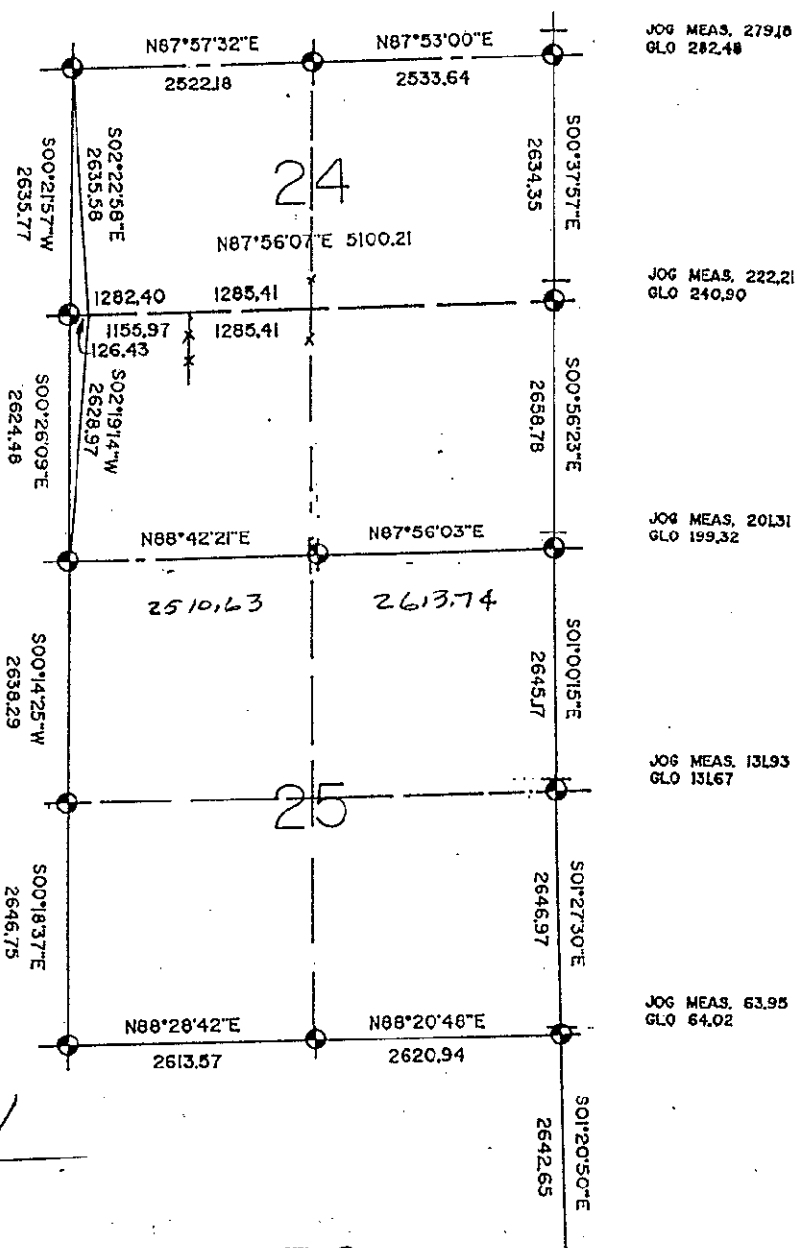 JOG MEAS. 279.18
GLO 282.48
N87°57'32"E
2522.18
N87°53'00"E
2533.64
S02°22'58"E
2635.58
S00°21'57"W
2635.77
24
S00°37'57"E
2634.35
N87°56'07"E 5100.21
JOG MEAS. 222.21
GLO 240.90
1282.40
1285.41
1155.97
1285.41
126.43
S02°19'14"W
2628.97
S00°26'09"E
2624.48
S00°56'23"E
2658.78
JOG MEAS. 201.31
GLO 199.32
N88°42'21"E
2510.63
N87°56'03"E
2613.74
S00°14'25"W
2638.29
S01°00'15"E
2645.17
JOG MEAS. 131.93
GLO 131.67
25
S00°18'37"E
2646.75
S01°27'30"E
2646.97
JOG MEAS. 63.95
GLO 64.02
N88°28'42"E
2613.57
N88°20'48"E
2620.94
S01°20'50"E
2642.65